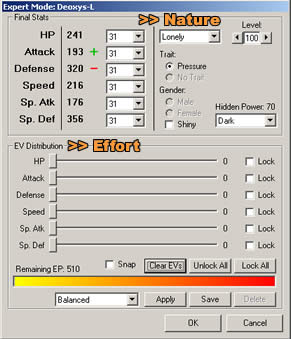 Expert Mode: Deoxys-L
Final Stats
>> Nature
HP 241 31
Lonely
Level:
100
Attack 193 + 31
Defense 320 - 31
Speed 216 31
Sp. Atk 176 31
Sp. Def 356 31
Trait:
Pressure
No Trait
Gender:
Male
Female
Shiny
Hidden Power: 70
Dark
EV Distribution
>> Effort
HP 0 Lock
Attack 0 Lock
Defense 0 Lock
Speed 0 Lock
Sp. Atk 0 Lock
Sp. Def 0 Lock
Snap Clear EVs Unlock All Lock All
Remaining EP: 510
Balanced Apply Save Delete
OK Cancel